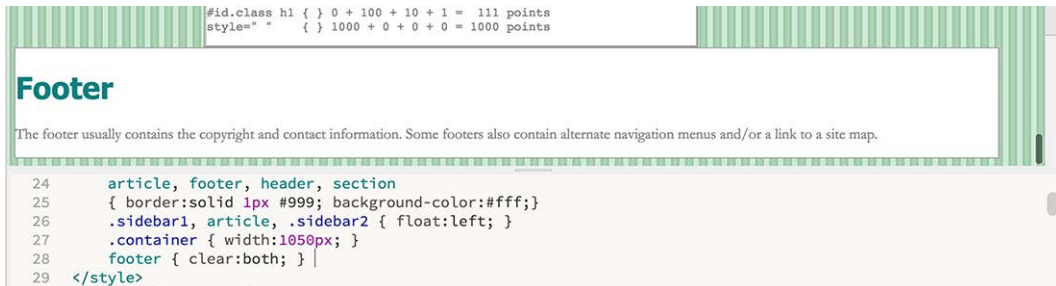 #id.class h1 { } 0 + 100 + 10 + 1 =  111 points
style=" "    { } 1000 + 0 + 0 + 0 = 1000 points
Footer
The footer usually contains the copyright and contact information. Some footers also contain alternate navigation menus and/or a link to a site map.
24 article, footer, header, section
25 { border:solid 1px #999; background-color:#fff;}
26 .sidebar1, article, .sidebar2 { float:left; }
27 .container { width:1050px; }
28 footer { clear:both; }
29 </style>